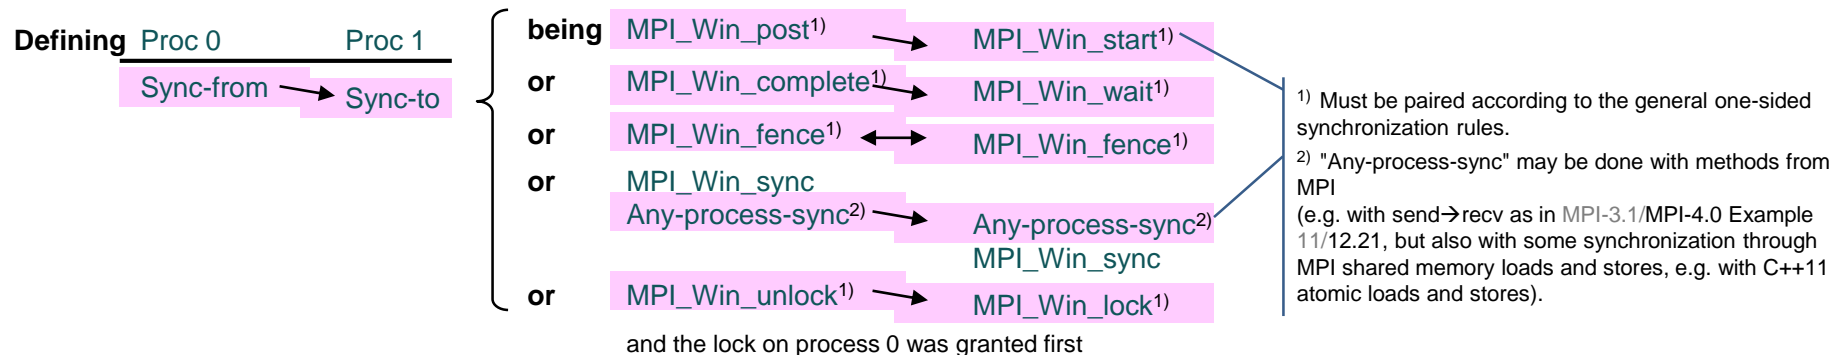 Defining Proc 0 Proc 1
Sync-from Sync-to
being MPI_Win_post1) MPI_Win_start1)
or MPI_Win_complete1) MPI_Win_wait1)
or MPI_Win_fence1) MPI_Win_fence1)
or MPI_Win_sync
Any-process-sync2) Any-process-sync2)
MPI_Win_sync
or MPI_Win_unlock1) MPI_Win_lock1)
and the lock on process 0 was granted first
1) Must be paired according to the general one-sided
synchronization rules.
2) "Any-process-sync" may be done with methods from
MPI
(e.g. with send→recv as in MPI-3.1/MPI-4.0 Example
11/12.21, but also with some synchronization through
MPI shared memory loads and stores, e.g. with C++11
atomic loads and stores).